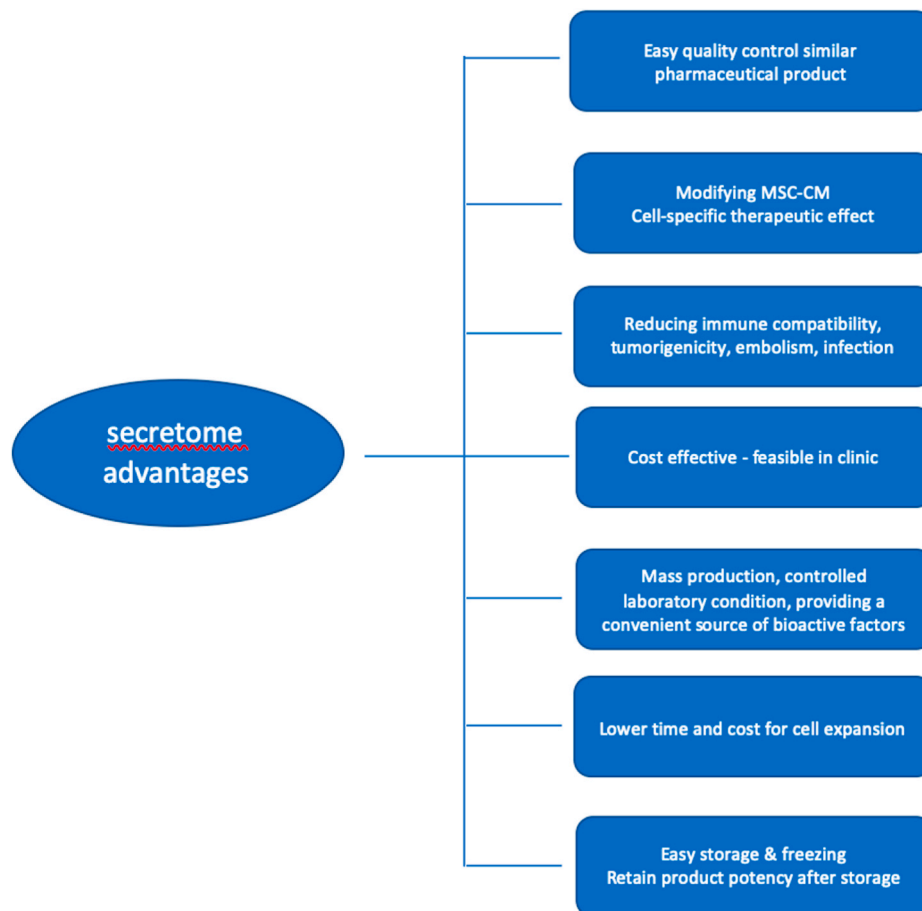 Easy quality control similar
pharmaceutical product
Modifying MSC-CM
Cell-specific therapeutic effect
Reducing immune compatibility,
tumorigenicity, embolism, infection
secretome
advantages
Cost effective - feasible in clinic
Mass production, controlled
laboratory condition, providing a
convenient source of bioactive factors
Lower time and cost for cell expansion
Easy storage & freezing
Retain product potency after storage